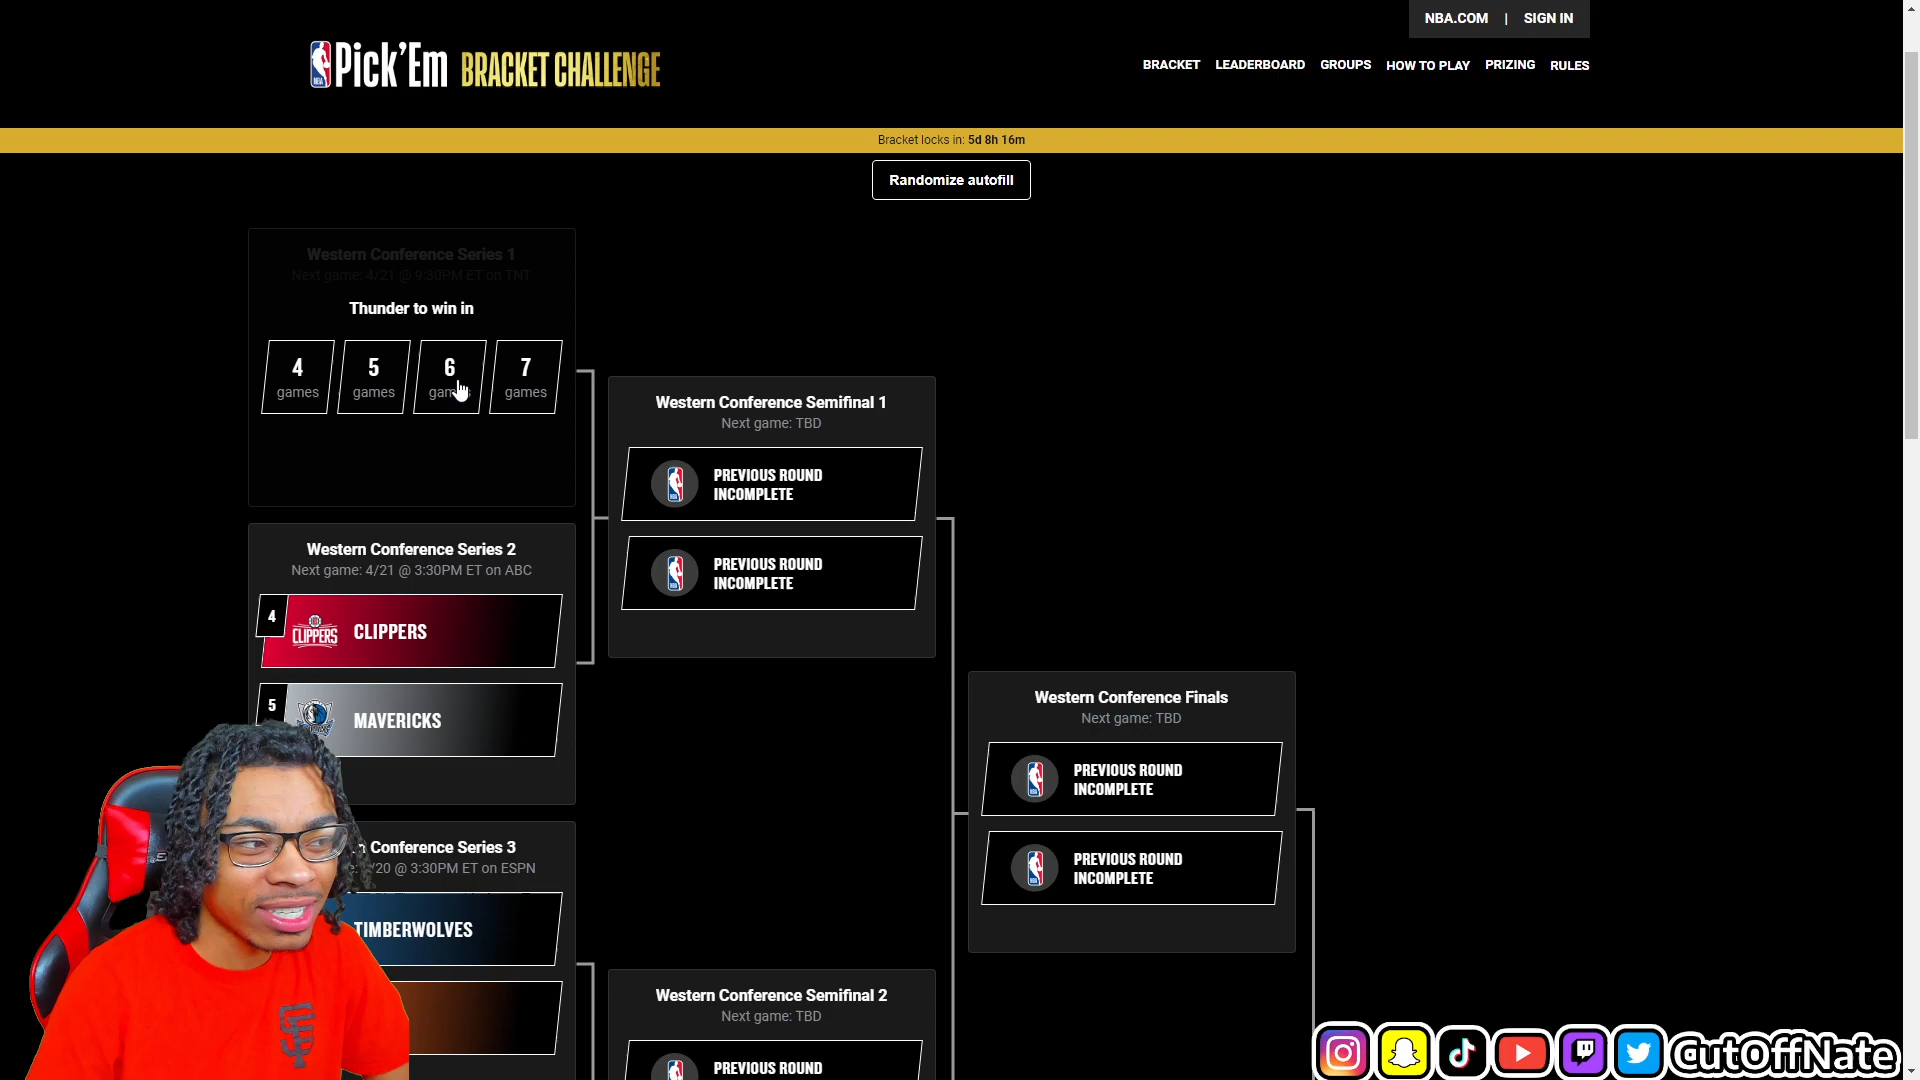 NBA.COM | SIGN IN
NBA Pick'Em BRACKET CHALLENGE
BRACKET LEADERBOARD GROUPS HOW TO PLAY PRIZING RULES
Bracket locks in: 5d 8h 16m
Randomize autofill
Western Conference Series 1
Next game: 4/21 @ 9:30PM ET on TNT
Thunder to win in
4 games
5 games
6 games
7 games
Western Conference Series 2
Next game: 4/21 @ 3:30PM ET on ABC
4 CLIPPERS CLIPPERS
5 MAVERICKS
Conference Series 3
/20 @ 3:30PM ET on ESPN
TIMBERWOLVES
Western Conference Semifinal 1
Next game: TBD
PREVIOUS ROUND
INCOMPLETE
PREVIOUS ROUND
INCOMPLETE
Western Conference Semifinal 2
Next game: TBD
PREVIOUS ROUND
Western Conference Finals
Next game: TBD
PREVIOUS ROUND
INCOMPLETE
PREVIOUS ROUND
INCOMPLETE
SF
@CutOffNate